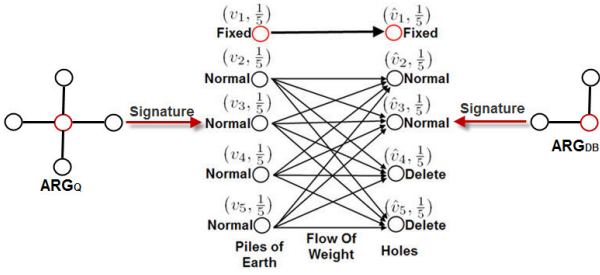 (v₁, 1/5) (v̂₁, 1/5)
Fixed Fixed
(v₂, 1/5) (v̂₂, 1/5)
Normal Normal
Signature (v₃, 1/5) (v̂₃, 1/5) Signature
Normal Normal
ARG_Q (v₄, 1/5) (v̂₄, 1/5) ARG_DB
Normal Delete
(v₅, 1/5) (v̂₅, 1/5)
Normal Delete
Piles of Earth
Flow Of Weight
Holes